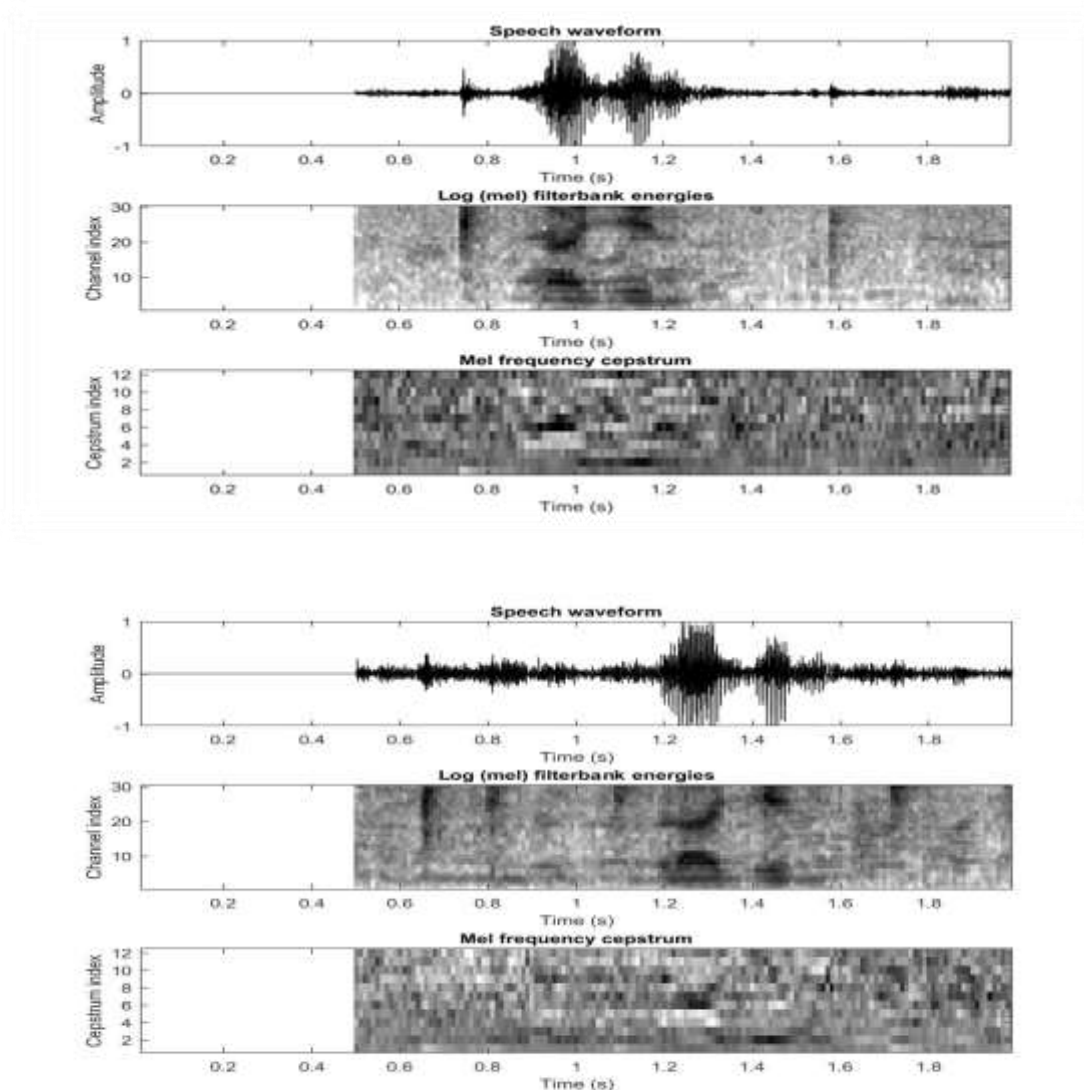 Speech waveform
1
0
-1
Amplitude
0.2 0.4 0.6 0.8 1 1.2 1.4 1.6 1.8
Time (s)
Log (mel) filterbank energies
30
20
10
Channel index
0.2 0.4 0.6 0.8 1 1.2 1.4 1.6 1.8
Time (s)
Mel frequency cepstrum
12
10
8
6
4
2
Cepstrum index
0.2 0.4 0.6 0.8 1 1.2 1.4 1.6 1.8
Time (s)
Speech waveform
1
0
-1
Amplitude
0.2 0.4 0.6 0.8 1 1.2 1.4 1.6 1.8
Time (s)
Log (mel) filterbank energies
30
20
10
Channel index
0.2 0.4 0.6 0.8 1 1.2 1.4 1.6 1.8
Time (s)
Mel frequency cepstrum
12
10
8
6
4
2
Cepstrum index
0.2 0.4 0.6 0.8 1 1.2 1.4 1.6 1.8
Time (s)